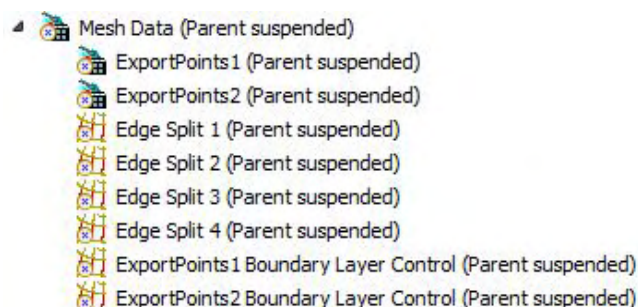 Mesh Data (Parent suspended)
ExportPoints1 (Parent suspended)
ExportPoints2 (Parent suspended)
Edge Split 1 (Parent suspended)
Edge Split 2 (Parent suspended)
Edge Split 3 (Parent suspended)
Edge Split 4 (Parent suspended)
ExportPoints1 Boundary Layer Control (Parent suspended)
ExportPoints2 Boundary Layer Control (Parent suspended)